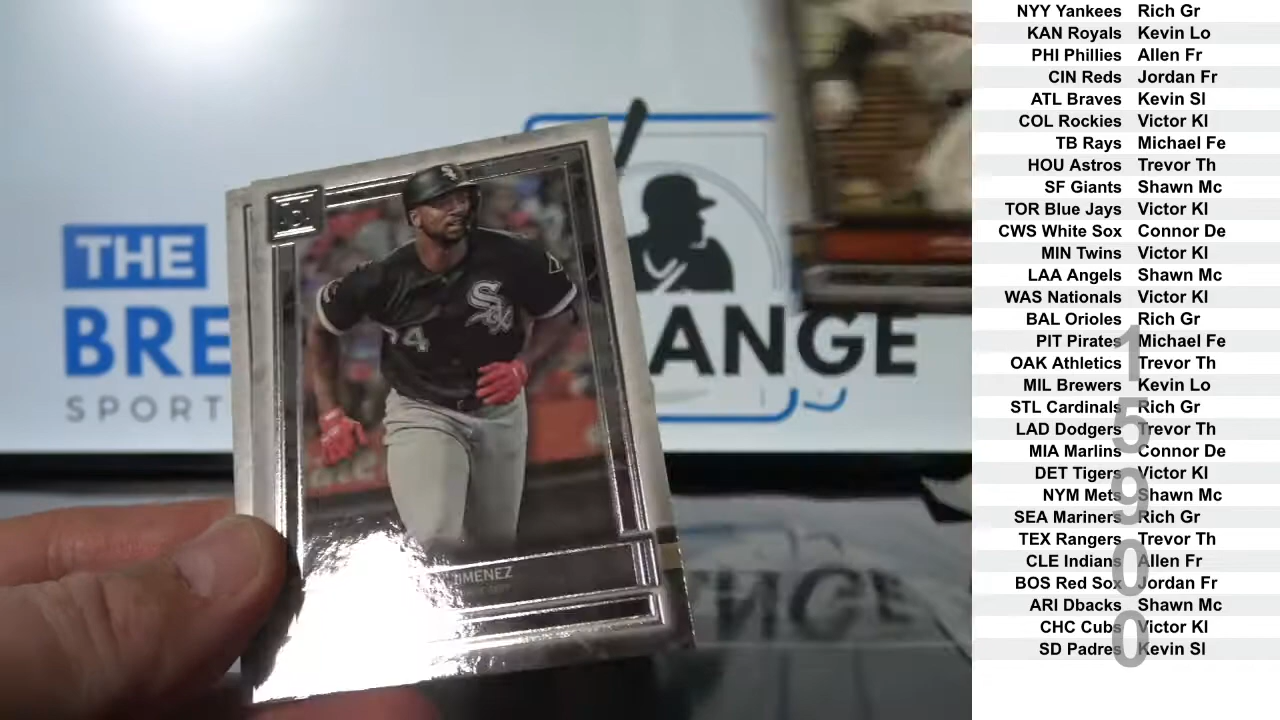 THE
BRE
ANGE
SPORT
Sox
4
JIMENEZ
NYY Yankees Rich Gr
KAN Royals Kevin Lo
PHI Phillies Allen Fr
CIN Reds Jordan Fr
ATL Braves Kevin Sl
COL Rockies Victor Kl
TB Rays Michael Fe
HOU Astros Trevor Th
SF Giants Shawn Mc
TOR Blue Jays Victor Kl
CWS White Sox Connor De
MIN Twins Victor Kl
LAA Angels Shawn Mc
WAS Nationals Victor Kl
BAL Orioles Rich Gr
PIT Pirates Michael Fe
OAK Athletics Trevor Th
MIL Brewers Kevin Lo
STL Cardinals Rich Gr
LAD Dodgers Trevor Th
MIA Marlins Connor De
DET Tigers Victor Kl
NYM Mets Shawn Mc
SEA Mariners Rich Gr
TEX Rangers Trevor Th
CLE Indians Allen Fr
BOS Red Sox Jordan Fr
ARI Dbacks Shawn Mc
CHC Cubs Victor Kl
SD Padres Kevin Sl
15900